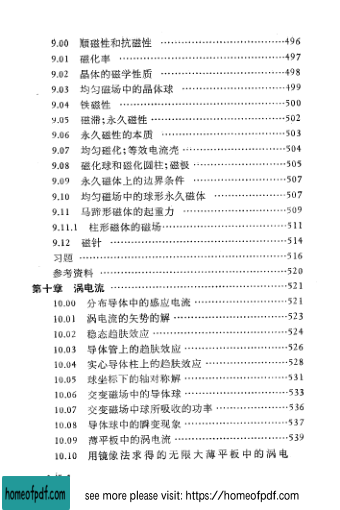 9.00 顺磁性和抗磁性 ……496
9.01 磁化率 ……497
9.02 晶体的磁学性质 ……498
9.03 均匀磁场中的晶体球 ……499
9.04 铁磁性 ……500
9.05 磁滞;永久磁性 ……502
9.06 永久磁性的本质 ……503
9.07 均匀磁化;等效电流壳 ……504
9.08 磁化球和磁化圆柱;磁极 ……505
9.09 永久磁体上的边界条件 ……507
9.10 均匀磁场中的球形永久磁体 ……507
9.11 马蹄形磁体的起重力 ……509
9.11.1 柱形磁体的磁场 ……511
9.12 磁针 ……514
习题 ……516
参考资料 ……520
第十章 涡电流 ……521
10.00 分布导体中的感应电流 ……521
10.01 涡电流的矢势的解 ……523
10.02 稳态趋肤效应 ……524
10.03 导体管上的趋肤效应 ……526
10.04 实心导体柱上的趋肤效应 ……528
10.05 球坐标下的轴对称解 ……531
10.06 交变磁场中的导体球 ……533
10.07 交变磁场中球所吸收的功率 ……536
10.08 导体球中的瞬变现象 ……537
10.09 薄平板中的涡电流 ……539
10.10 用镜像法求得的无限大薄平板中的涡电
homeofpdf.com
see more please visit: https://homeofpdf.com